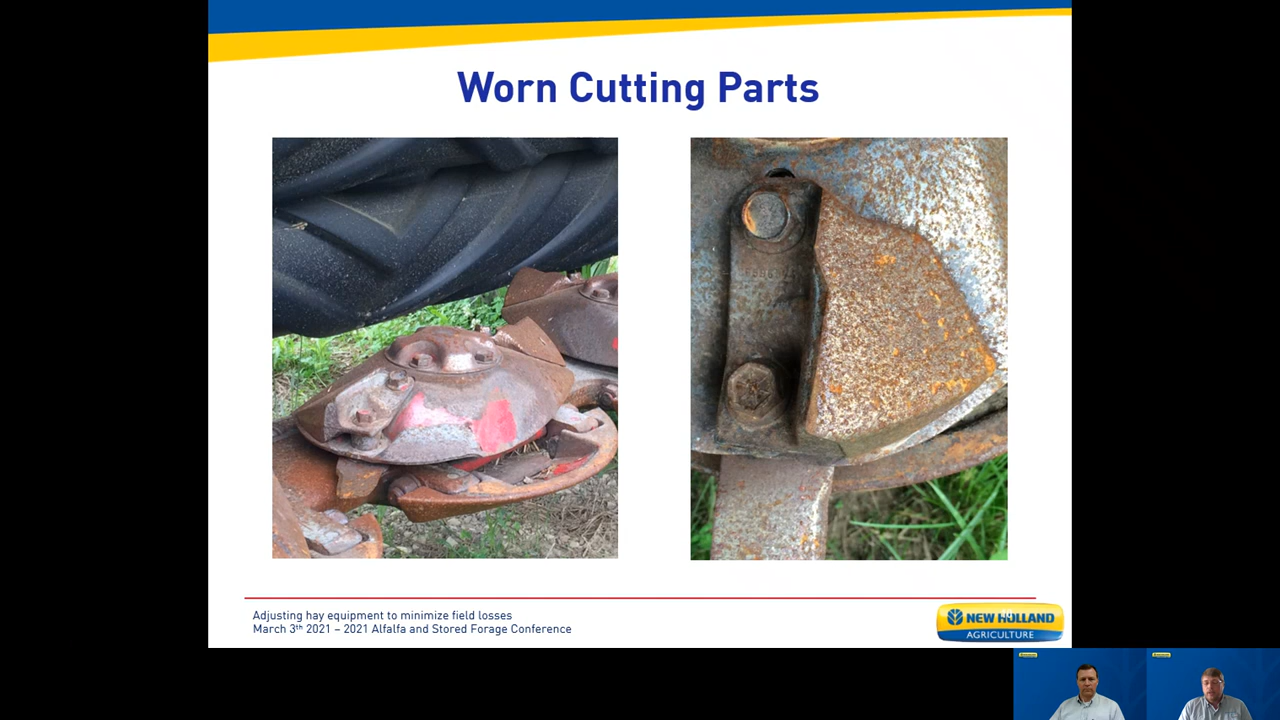 Worn Cutting Parts
Adjusting hay equipment to minimize field losses
March 3th 2021 – 2021 Alfalfa and Stored Forage Conference
NEW HOLLAND
AGRICULTURE